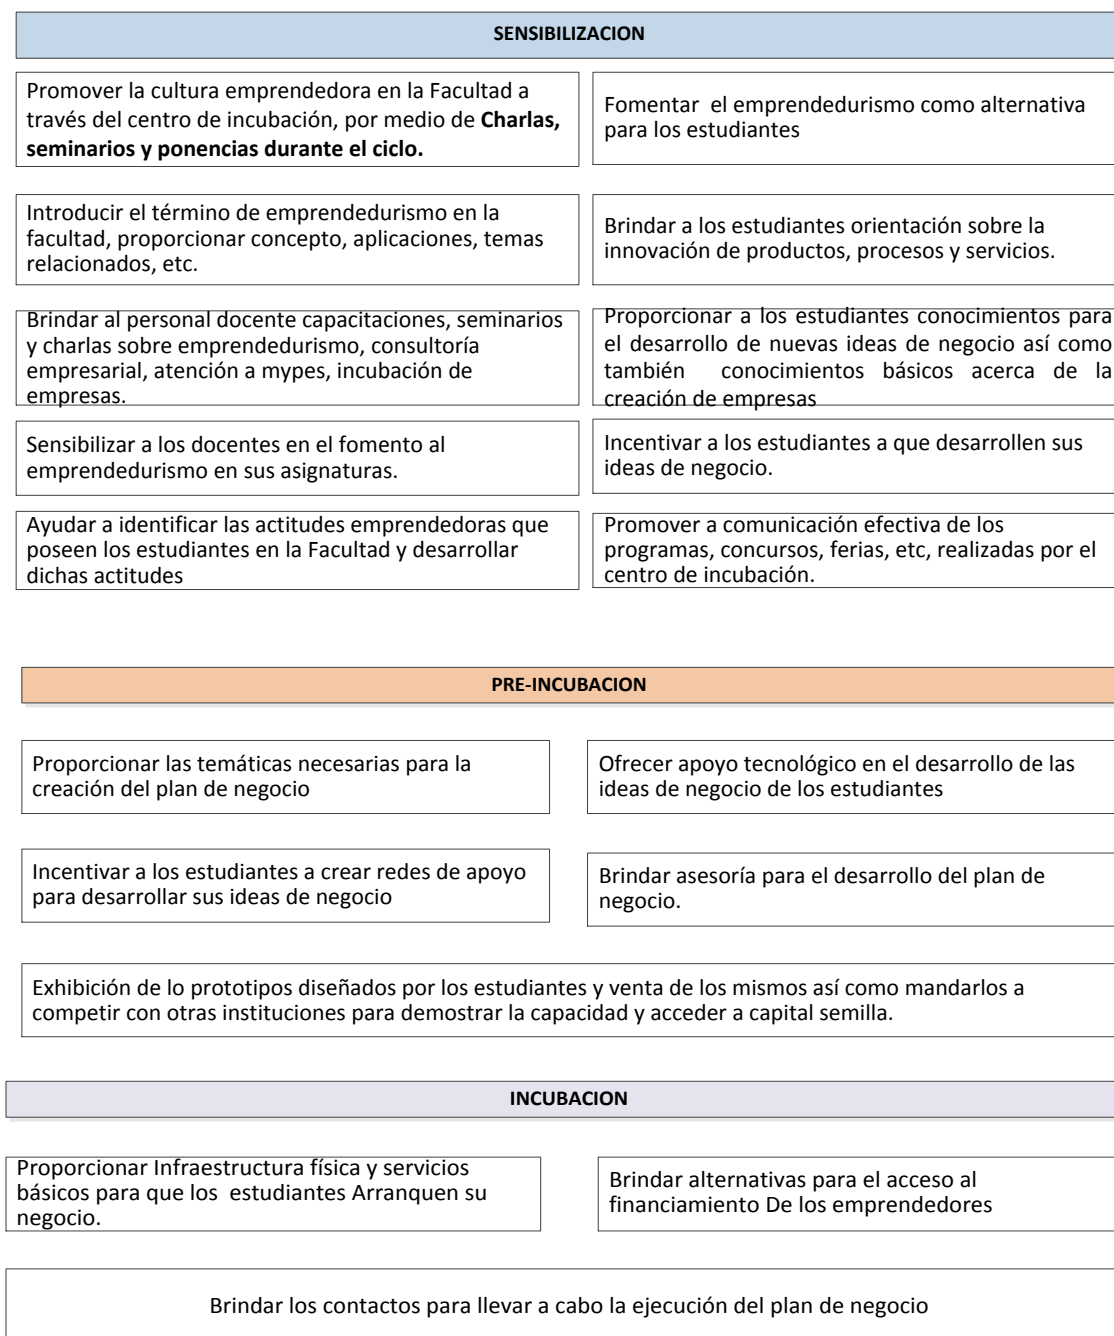 SENSIBILIZACION
Promover la cultura emprendedora en la Facultad a
través del centro de incubación, por medio de Charlas,
seminarios y ponencias durante el ciclo.
Fomentar el emprendedurismo como alternativa
para los estudiantes
Introducir el término de emprendedurismo en la
facultad, proporcionar concepto, aplicaciones, temas
relacionados, etc.
Brindar a los estudiantes orientación sobre la
innovación de productos, procesos y servicios.
Brindar al personal docente capacitaciones, seminarios
y charlas sobre emprendedurismo, consultoría
empresarial, atención a mypes, incubación de
empresas.
Proporcionar a los estudiantes conocimientos para
el desarrollo de nuevas ideas de negocio así como
también conocimientos básicos acerca de la
creación de empresas
Sensibilizar a los docentes en el fomento al
emprendedurismo en sus asignaturas.
Incentivar a los estudiantes a que desarrollen sus
ideas de negocio.
Ayudar a identificar las actitudes emprendedoras que
poseen los estudiantes en la Facultad y desarrollar
dichas actitudes
Promover a comunicación efectiva de los
programas, concursos, ferias, etc, realizadas por el
centro de incubación.
PRE-INCUBACION
Proporcionar las temáticas necesarias para la
creación del plan de negocio
Ofrecer apoyo tecnológico en el desarrollo de las
ideas de negocio de los estudiantes
Incentivar a los estudiantes a crear redes de apoyo
para desarrollar sus ideas de negocio
Brindar asesoría para el desarrollo del plan de
negocio.
Exhibición de lo prototipos diseñados por los estudiantes y venta de los mismos así como mandarlos a
competir con otras instituciones para demostrar la capacidad y acceder a capital semilla.
INCUBACION
Proporcionar Infraestructura física y servicios
básicos para que los estudiantes Arranquen su
negocio.
Brindar alternativas para el acceso al
financiamiento De los emprendedores
Brindar los contactos para llevar a cabo la ejecución del plan de negocio